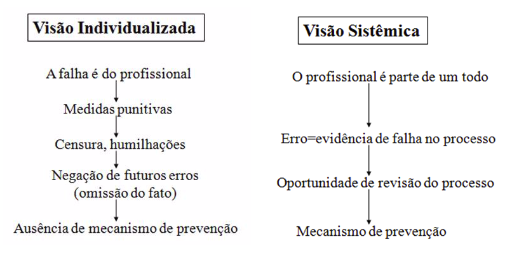 Visão Individualizada
A falha é do profissional
Medidas punitivas
Censura, humilhações
Negação de futuros erros
(omissão do fato)
Ausência de mecanismo de prevenção
Visão Sistêmica
O profissional é parte de um todo
Erro=evidência de falha no processo
Oportunidade de revisão do processo
Mecanismo de prevenção